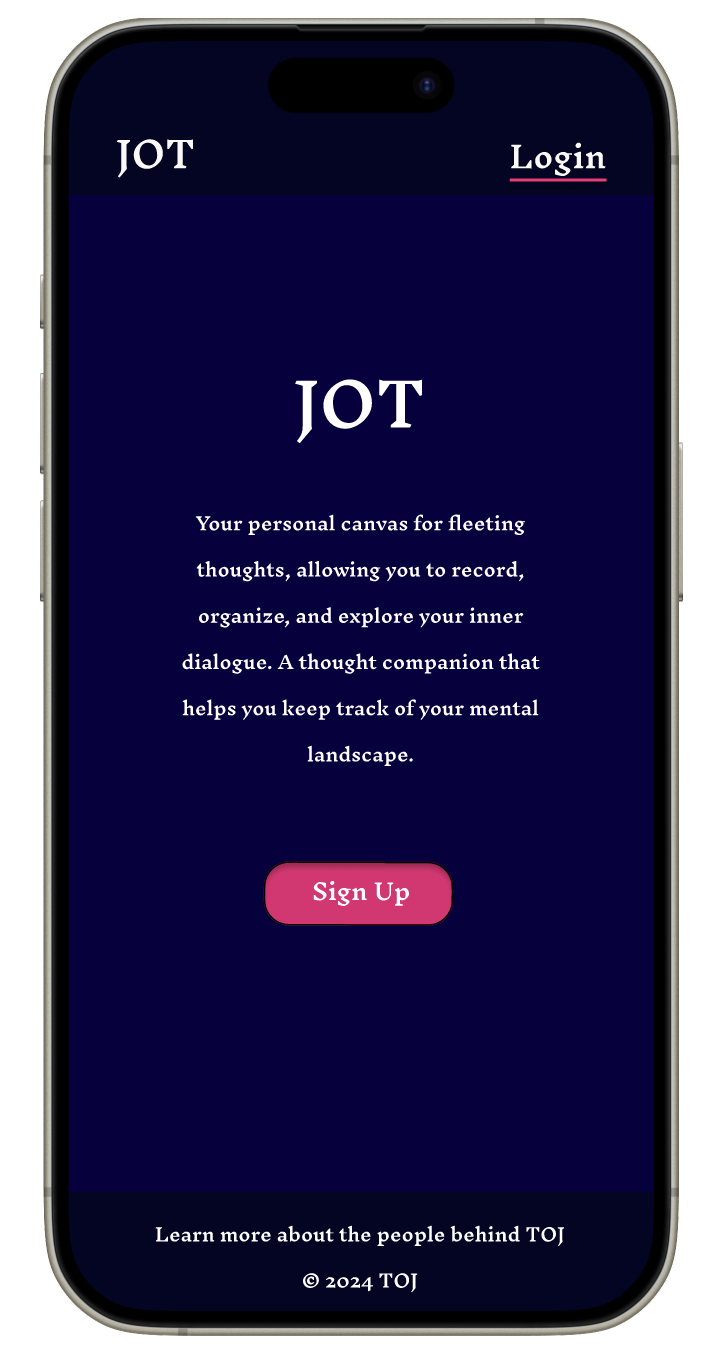 JOT
Login
JOT
Your personal canvas for fleeting
thoughts, allowing you to record,
organize, and explore your inner
dialogue. A thought companion that
helps you keep track of your mental
landscape.
Sign Up
Learn more about the people behind TOJ
© 2024 TOJ